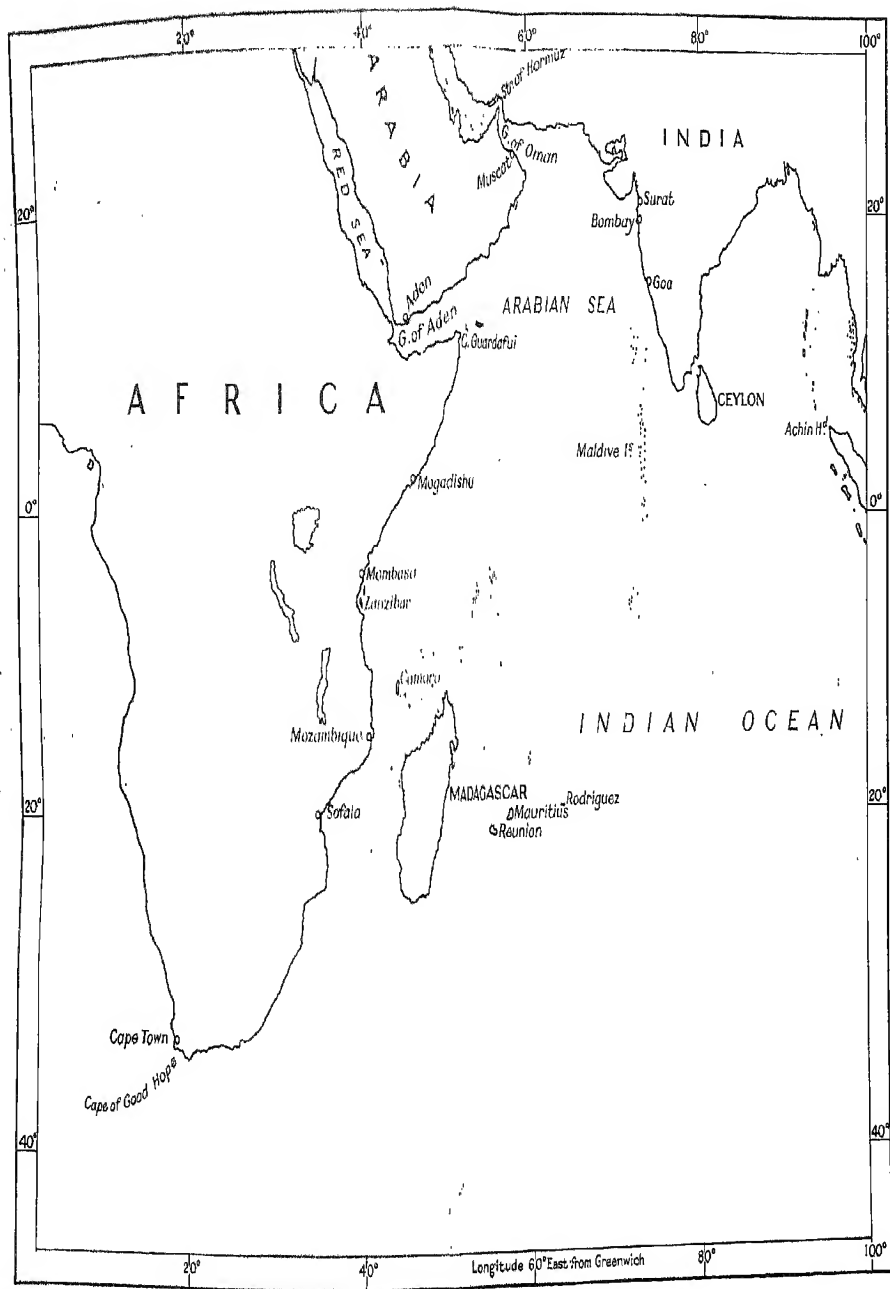 20° 40° 60° 80° 100°
Str. of Hormuz
ARABIA
INDIA
G. of Oman
Muscat
RED SEA
Surat
20° 20°
Bombay
Goa
Aden
ARABIAN SEA
G. of Aden
C. Guardafui
AFRICA
CEYLON
Achin Hd.
Maldive Is.
Mogadishu
0° 0°
Mombasa
Zanzibar
Comoro
INDIAN OCEAN
Mozambique
MADAGASCAR
Rodriguez
20° 20°
Sofala
Mauritius
Reunion
Cape Town
Cape of Good Hope
40° 40°
20° 40° Longitude 60° East from Greenwich 80° 100°